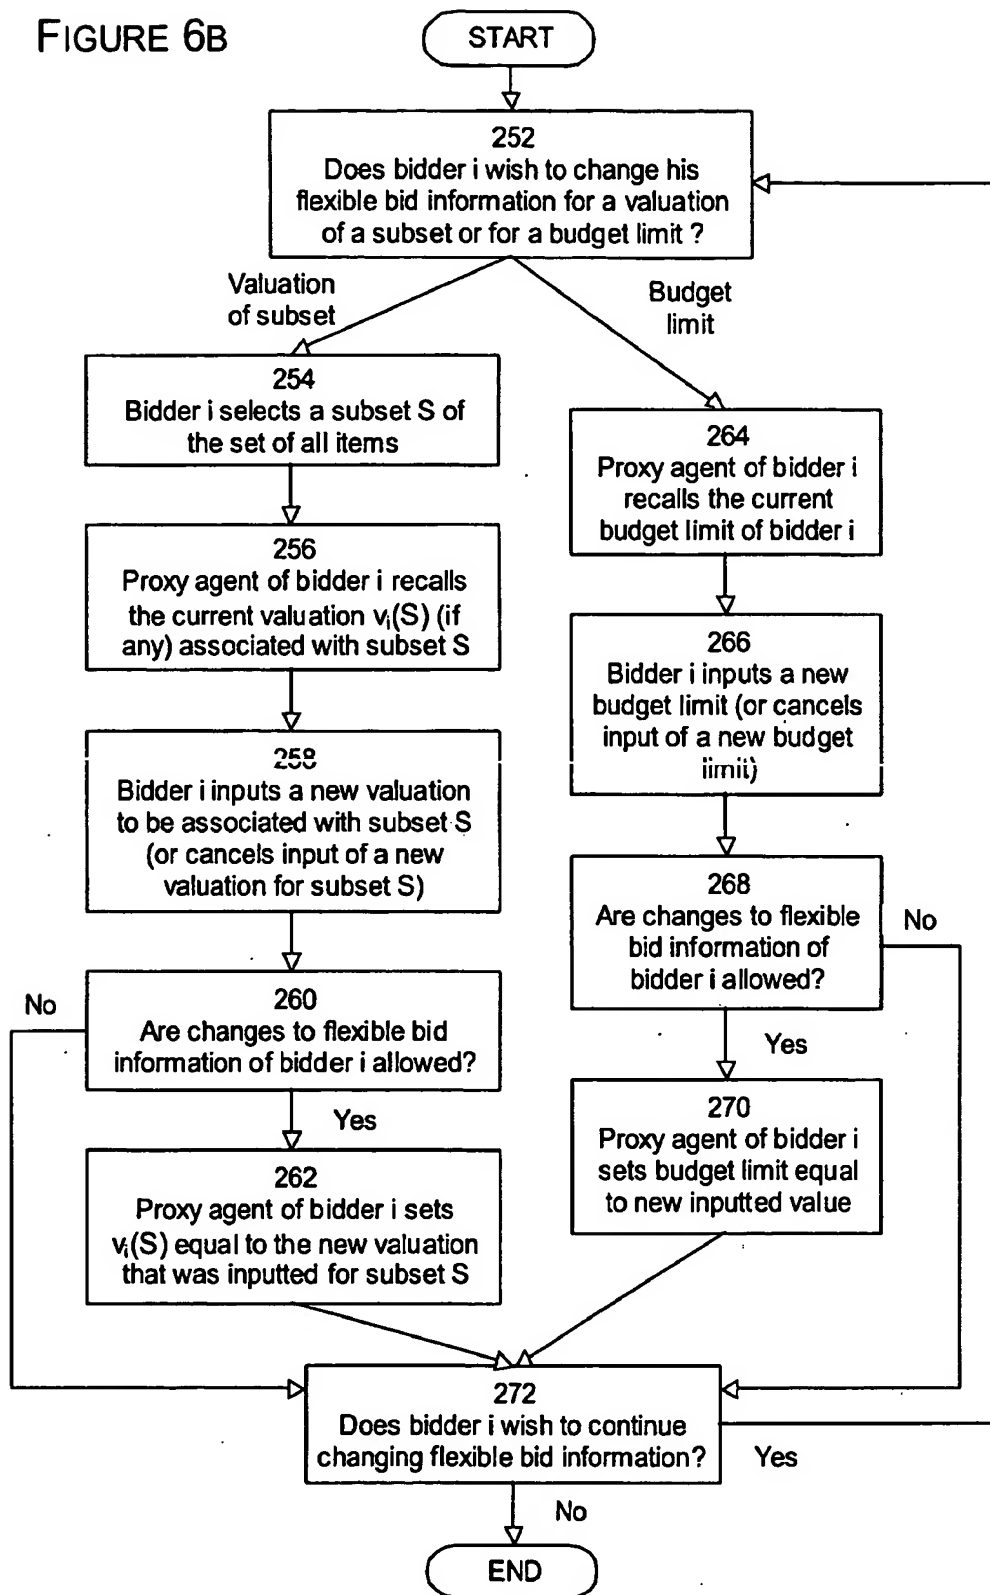 FIGURE 6B
START
252
Does bidder i wish to change his
flexible bid information for a valuation
of a subset or for a budget limit ?
Valuation
of subset
Budget
limit
254
Bidder i selects a subset S of
the set of all items
256
Proxy agent of bidder i recalls
the current valuation vᵢ(S) (if
any) associated with subset S
258
Bidder i inputs a new valuation
to be associated with subset S
(or cancels input of a new
valuation for subset S)
260
Are changes to flexible bid
information of bidder i allowed?
No
Yes
262
Proxy agent of bidder i sets
vᵢ(S) equal to the new valuation
that was inputted for subset S
264
Proxy agent of bidder i
recalls the current
budget limit of bidder i
266
Bidder i inputs a new
budget limit (or cancels
input of a new budget
limit)
268
Are changes to flexible
bid information of
bidder i allowed?
No
Yes
270
Proxy agent of bidder i
sets budget limit equal
to new inputted value
272
Does bidder i wish to continue
changing flexible bid information?
Yes
No
END